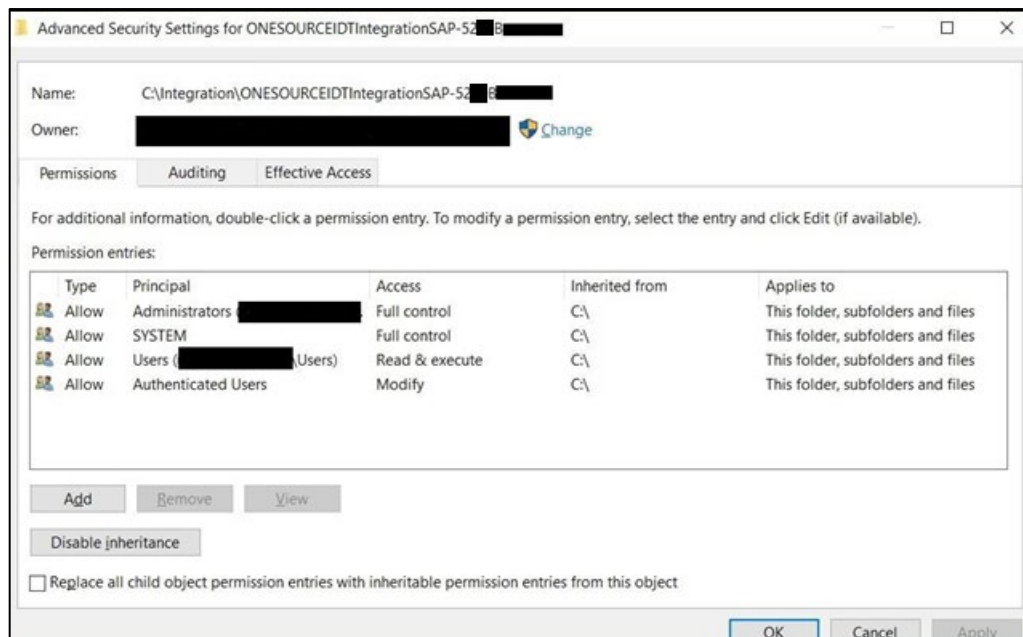 Advanced Security Settings for ONESOURCEIDTIntegrationSAP-52 B
Name: C:\Integration\ONESOURCEIDTIntegrationSAP-52 B
Owner: Change
Permissions Auditing Effective Access
For additional information, double-click a permission entry. To modify a permission entry, select the entry and click Edit (if available).
Permission entries:
Type Principal Access Inherited from Applies to
Allow Administrators ( Full control C:\ This folder, subfolders and files
Allow SYSTEM Full control C:\ This folder, subfolders and files
Allow Users ( \Users) Read & execute C:\ This folder, subfolders and files
Allow Authenticated Users Modify C:\ This folder, subfolders and files
Add Remove View
Disable inheritance
Replace all child object permission entries with inheritable permission entries from this object
OK Cancel Apply